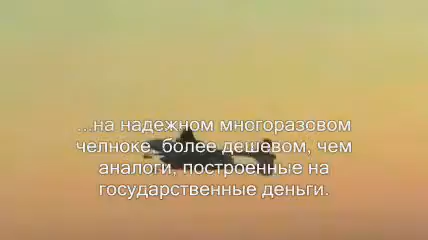 ...на надежном многоразовом
челноке, более дешевом, чем
аналоги, построенные на
государственные деньги.